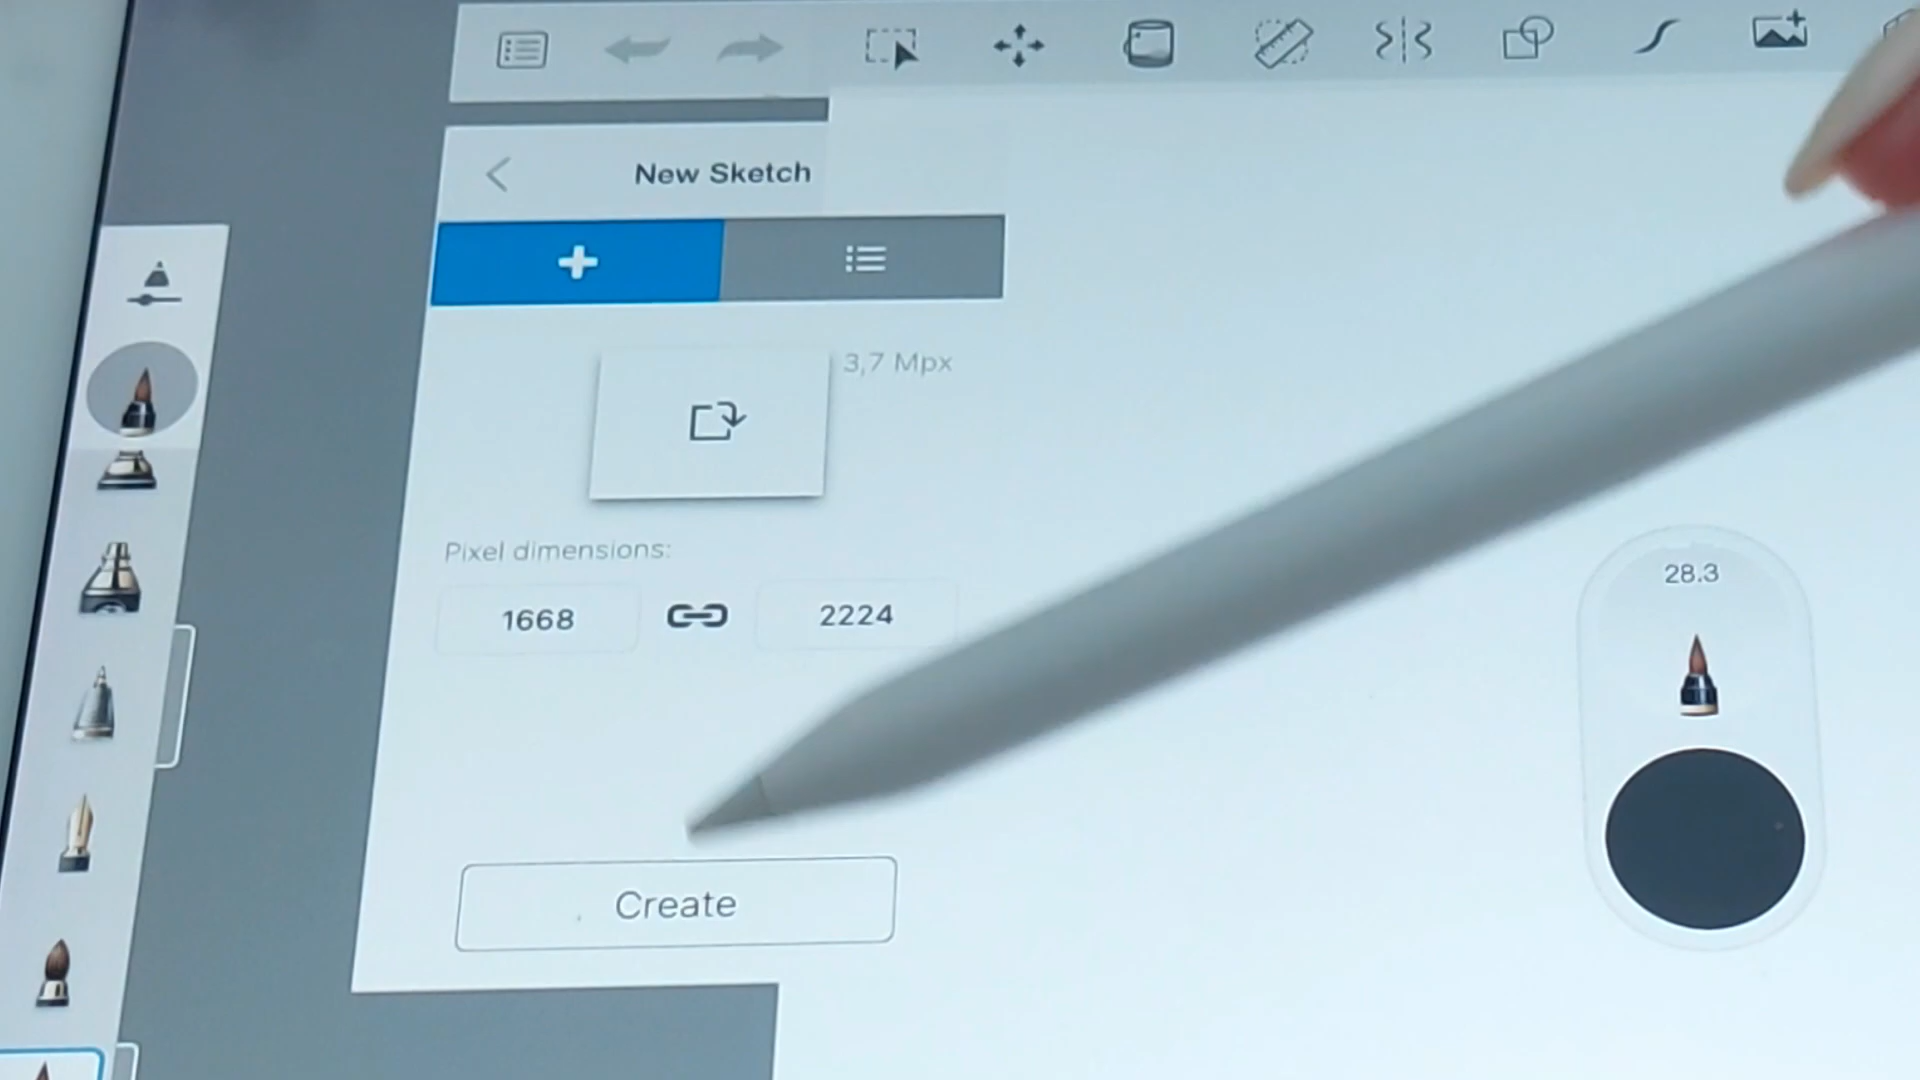 New Sketch
3,7 Mpx
Pixel dimensions:
1668
2224
28.3
Create